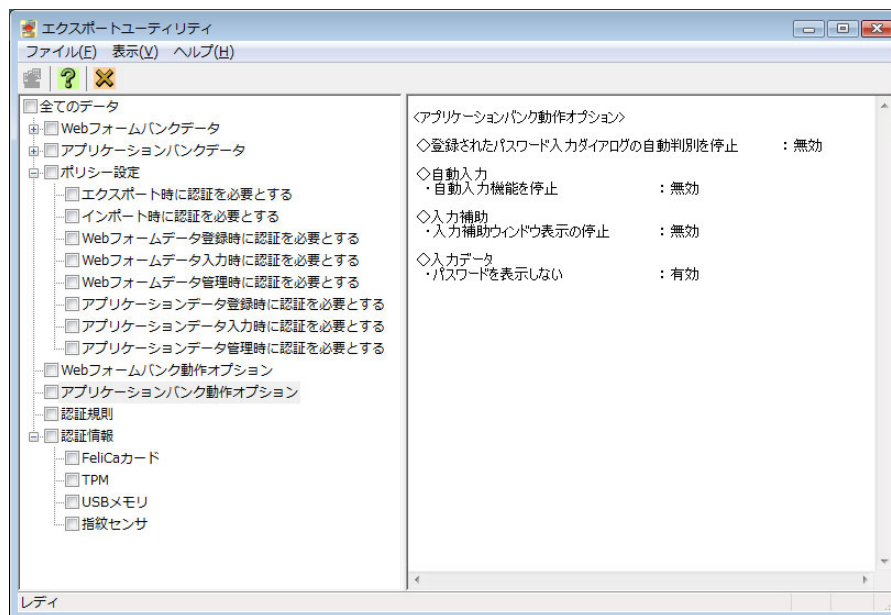 エクスポートユーティリティ
ファイル(F) 表示(V) ヘルプ(H)
全てのデータ
Webフォームバンクデータ
アプリケーションバンクデータ
ポリシー設定
エクスポート時に認証を必要とする
インポート時に認証を必要とする
Webフォームデータ登録時に認証を必要とする
Webフォームデータ入力時に認証を必要とする
Webフォームデータ管理時に認証を必要とする
アプリケーションデータ登録時に認証を必要とする
アプリケーションデータ入力時に認証を必要とする
アプリケーションデータ管理時に認証を必要とする
Webフォームバンク動作オプション
アプリケーションバンク動作オプション
認証規則
認証情報
FeliCaカード
TPM
USBメモリ
指紋センサ
<アプリケーションバンク動作オプション>
◇登録されたパスワード入力ダイアログの自動判別を停止 : 無効
◇自動入力
・自動入力機能を停止 : 無効
◇入力補助
・入力補助ウィンドウ表示の停止 : 無効
◇入力データ
・パスワードを表示しない : 有効
レディ